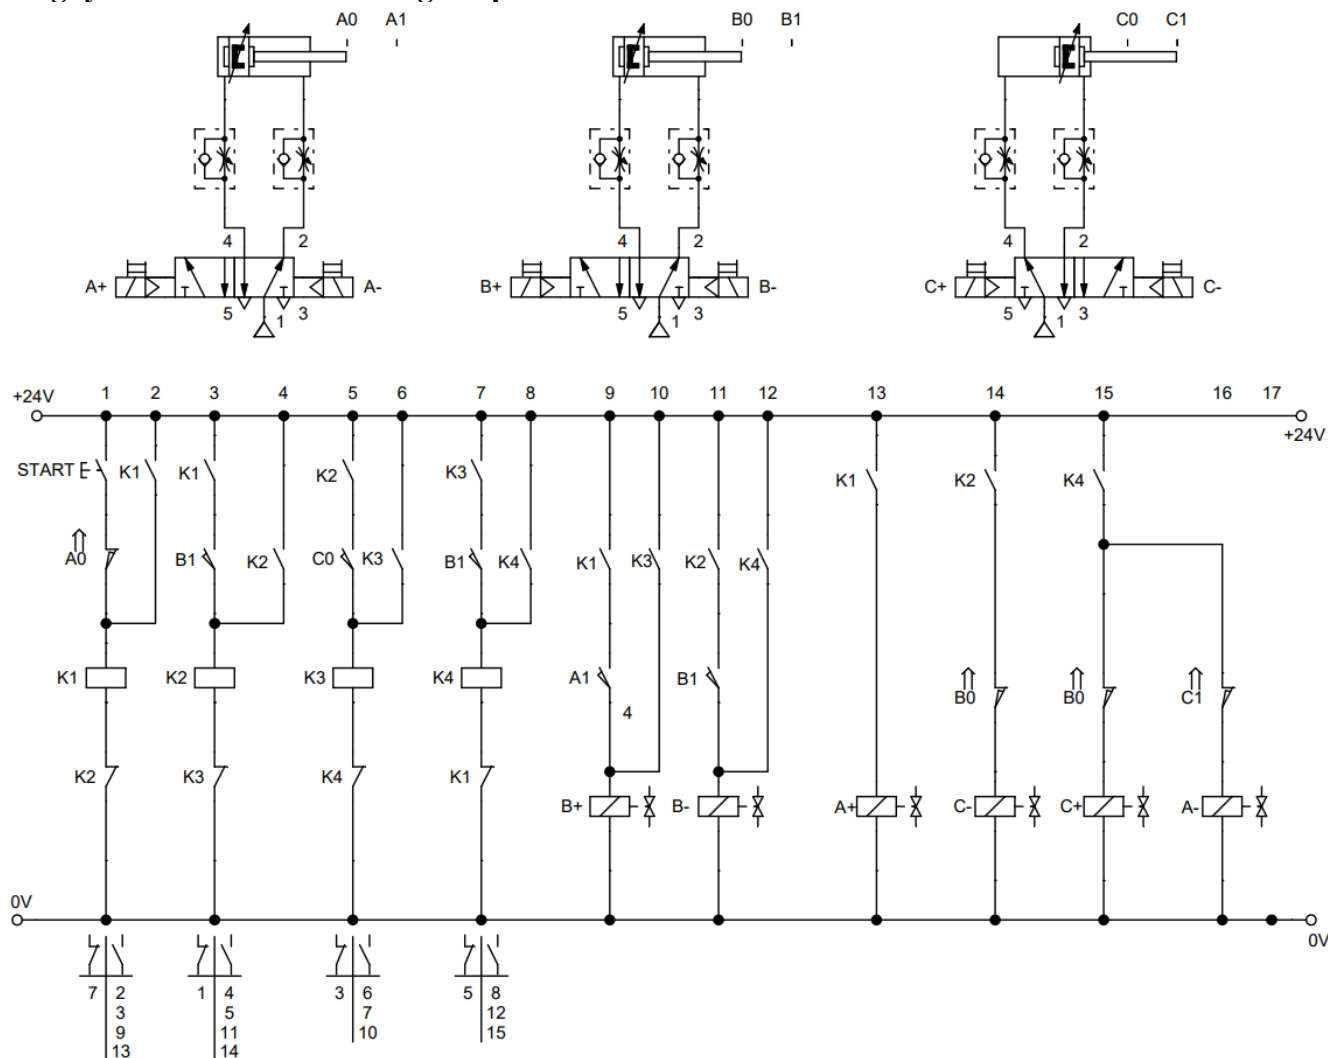 A0 A1 B0 B1 C0 C1
4 2 4 2 4 2
A+ A- B+ B- C+ C-
5 1 3 5 1 3 5 1 3
+24V 1 2 3 4 5 6 7 8 9 10 11 12 13 14 15 16 17
+24V
START K1 K1 K2 K3 K1 K2 K4
A0 B1 K2 C0 K3 B1 K4 K1 K3 K2 K4
K1 K2 K3 K4 A1 B1 B0 B0 C1
4
K2 K3 K4 K1
B+ B- A+ C- C+ A-
0V
0V
7 2 1 4 3 6 5 8
3 5 7 12
9 11 10 15
13 14